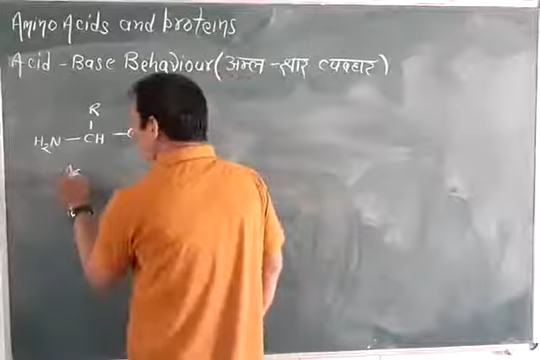 Amino Acids and proteins
Acid - Base Behaviour (अम्ल - क्षार व्यवहार)
R
H₂N — CH —